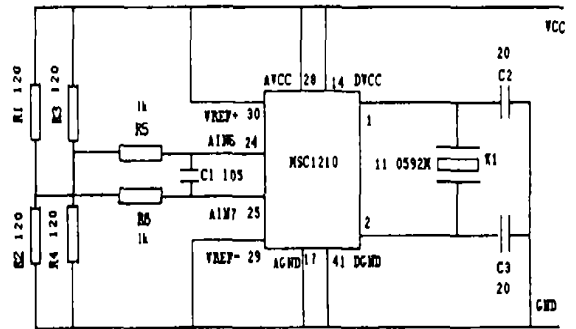 VCC
20
C2
AVCC 28 14 DVCC
R1 120
R3 120
1k
R5
VREF+ 30
1
AIN6 24
C1 105
MSC1210
11 0592M
X1
R6
1k
AIN7 25
2
R2 120
R4 120
VREF- 29
AGND 17 41 DGND
C3
20
GND